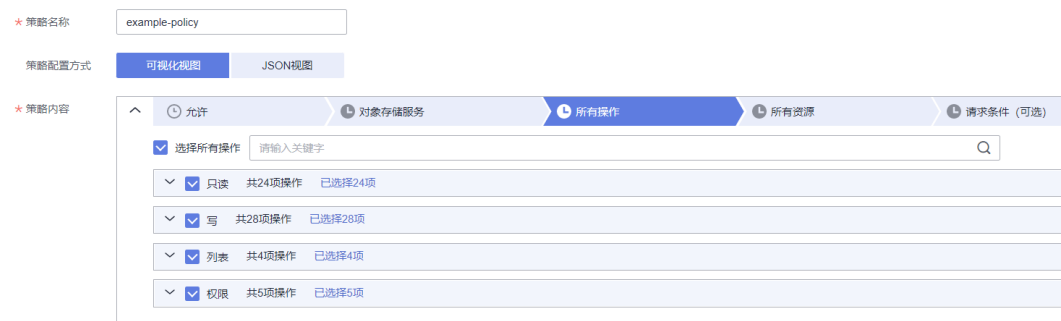 * 策略名称 example-policy
策略配置方式 可视化视图 JSON视图
* 策略内容 允许 对象存储服务 所有操作 所有资源 请求条件（可选）
选择所有操作 请输入关键字
只读 共24项操作 已选择24项
写 共28项操作 已选择28项
列表 共4项操作 已选择4项
权限 共5项操作 已选择5项